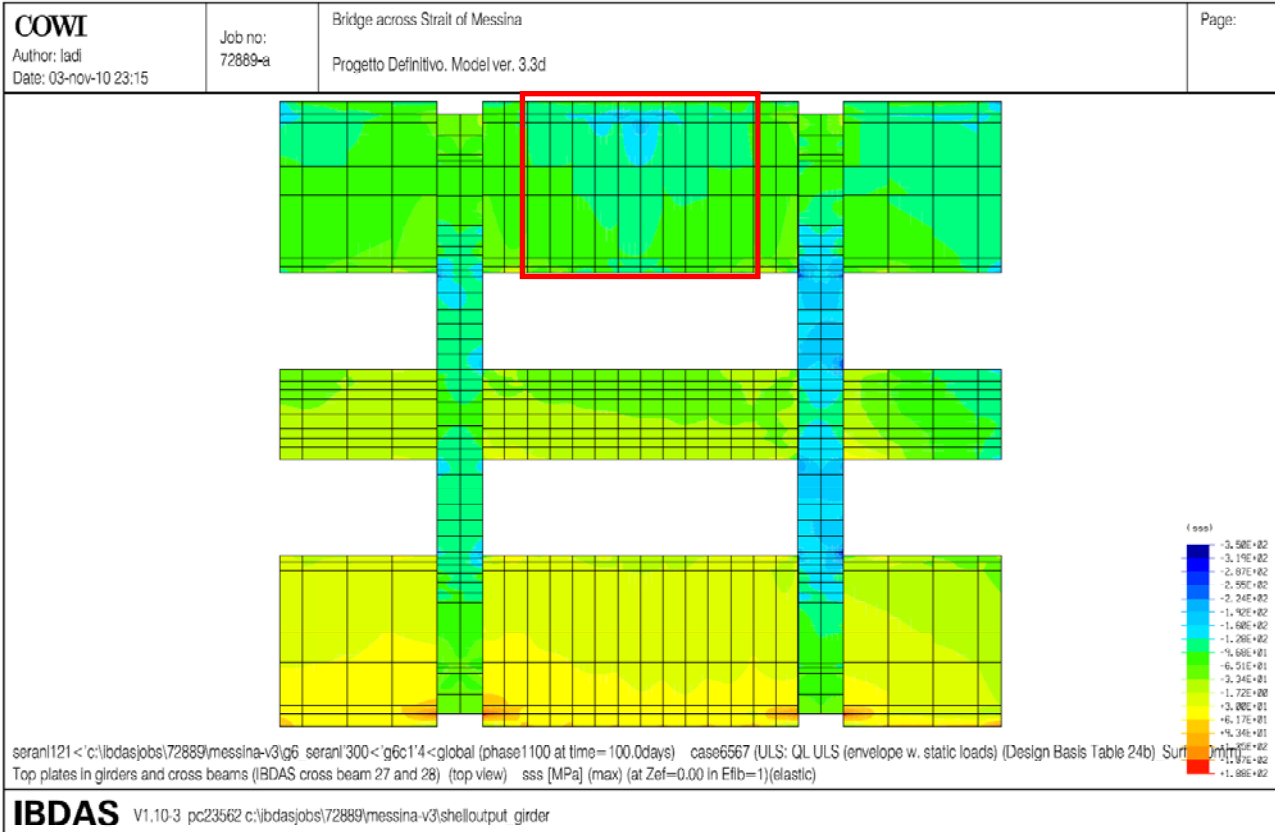 COWI
Author: ladi
Date: 03-nov-10 23:15
Job no:
72889-a
Bridge across Strait of Messina
Progetto Definitivo. Model ver. 3.3d
Page:
(sss)
-3.50E+02
-3.19E+02
-2.87E+02
-2.55E+02
-2.24E+02
-1.92E+02
-1.60E+02
-1.28E+02
-9.68E+01
-6.51E+01
-3.34E+01
-1.72E+00
+3.00E+01
+6.17E+01
+9.34E+01
+1.88E+02
seranl121<'c:\ibdasjobs\72889\messina-v3\g6 seranl'300<'g6c1'4<global (phase1100 at time=100.0days) case6567 (ULS: QL ULS (envelope w. static loads) (Design Basis Table 24b)
Top plates in girders and cross beams (IBDAS cross beam 27 and 28) (top view) sss [MPa] (max) (at Zef=0.00 in Efib=1)(elastic)
IBDAS V1.10-3 pc23562 c:\ibdasjobs\72889\messina-v3\shelloutput girder